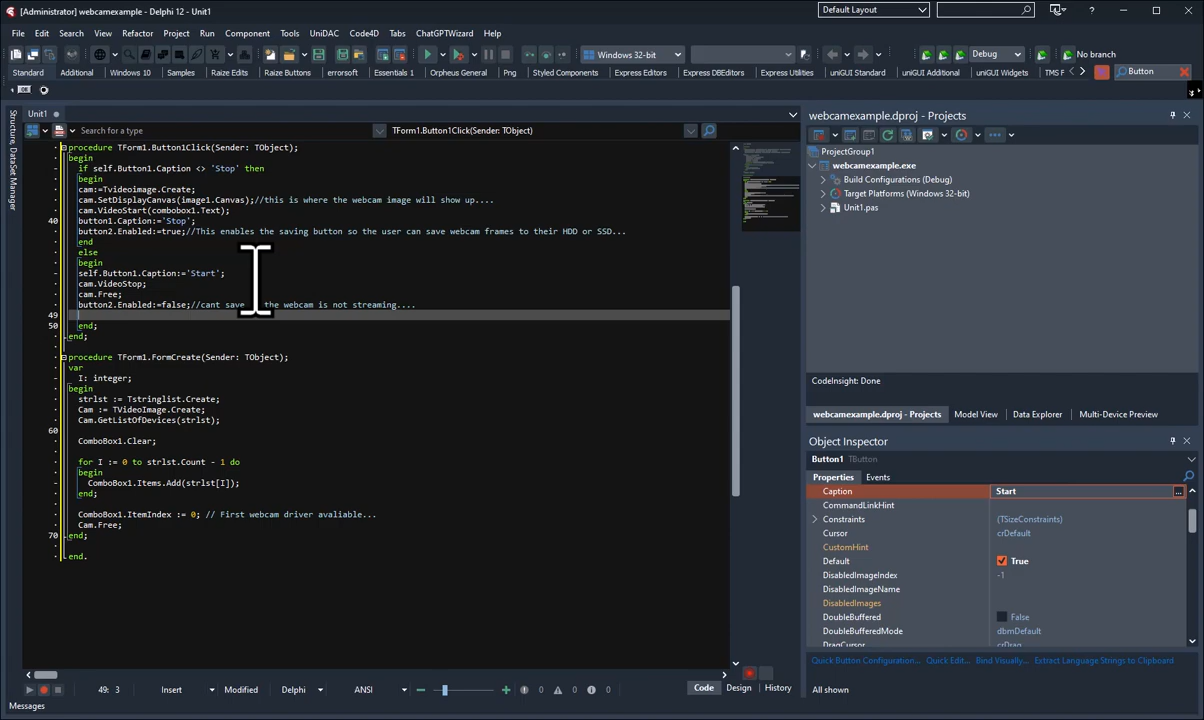 [Administrator] webcamexample - Delphi 12 - Unit1
Default Layout
File Edit Search View Refactor Project Run Component Tools UniDAC Code4D Tabs ChatGPTWizard Help
Windows 32-bit
Debug
No branch
Standard Additional Windows 10 Samples Raize Edits Raize Buttons errorsoft Essentials 1 Orpheus General Png Styled Components Express Editors Express DBEditors Express Utilities uniGUI Standard uniGUI Additional uniGUI Widgets TMS F Button
Unit1
Search for a type
TForm1.Button1Click(Sender: TObject)
Structure, DataSet Manager
procedure TForm1.Button1Click(Sender: TObject);
begin
if self.Button1.Caption <> 'Stop' then
begin
cam:=Tvideoimage.Create;
cam.SetDisplayCanvas(image1.Canvas);//this is where the webcam image will show up....
cam.VideoStart(combobox1.Text);
40 button1.Caption:='Stop';
button2.Enabled:=true;//This enables the saving button so the user can save webcam frames to their HDD or SSD...
end
else
begin
self.Button1.Caption:='Start';
cam.VideoStop;
cam.Free;
button2.Enabled:=false;//cant save the webcam is not streaming....
49
50 end;
end;
procedure TForm1.FormCreate(Sender: TObject);
var
I: integer;
begin
strlst := Tstringlist.Create;
Cam := TVideoImage.Create;
Cam.GetListOfDevices(strlst);
60
ComboBox1.Clear;
for I := 0 to strlst.Count - 1 do
begin
ComboBox1.Items.Add(strlst[I]);
end;
ComboBox1.ItemIndex := 0; // First webcam driver avaliable...
Cam.Free;
70 end;
end.
49: 3 Insert Modified Delphi ANSI 0 0 0 Code Design History
Messages
webcamexample.dproj - Projects
ProjectGroup1
webcamexample.exe
Build Configurations (Debug)
Target Platforms (Windows 32-bit)
Unit1.pas
CodeInsight: Done
webcamexample.dproj - Projects Model View Data Explorer Multi-Device Preview
Object Inspector
Button1 TButton
Properties Events
Caption Start
CommandLinkHint
Constraints (TSizeConstraints)
Cursor crDefault
CustomHint
Default True
DisabledImageIndex -1
DisabledImageName
DisabledImages
DoubleBuffered False
DoubleBufferedMode dbmDefault
DragCursor crDrag
Quick Button Configuration... Quick Edit... Bind Visually... Extract Language Strings to Clipboard
All shown